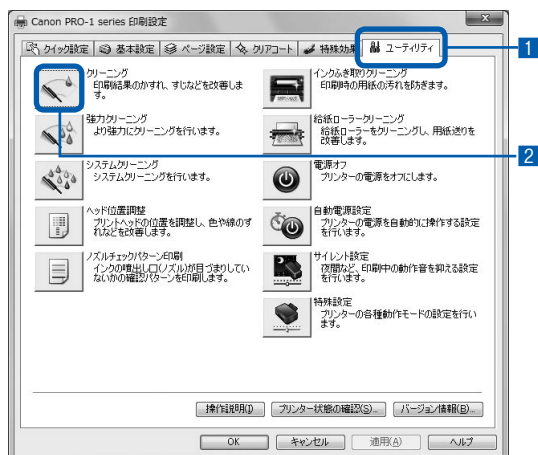 Canon PRO-1 series 印刷設定
クイック設定 基本設定 ページ設定 クリアコート 特殊効果 ユーティリティ
1
クリーニング
印刷結果のかすれ、すじなどを改善しま
す。
インクふき取りクリーニング
印刷時の用紙の汚れを防ぎます。
強力クリーニング
より強力にクリーニングを行います。
給紙ローラークリーニング
給紙ローラーをクリーニングし、用紙送りを
改善します。
2
システムクリーニング
システムクリーニングを行います。
電源オフ
プリンターの電源をオフにします。
ヘッド位置調整
プリントヘッドの位置を調整し、色や線のず
れなどを改善します。
自動電源設定
プリンターの電源を自動的に操作する設定
を行います。
ノズルチェックパターン印刷
インクの噴出し口(ノズル)が目づまりしてい
ないかの確認パターンを印刷します。
サイレント設定
夜間など、印刷中の動作音を抑える設定
を行います。
特殊設定
プリンターの各種動作モードの設定を行い
ます。
操作説明(I) プリンター状態の確認(S)... バージョン情報(B)...
OK キャンセル 適用(A) ヘルプ